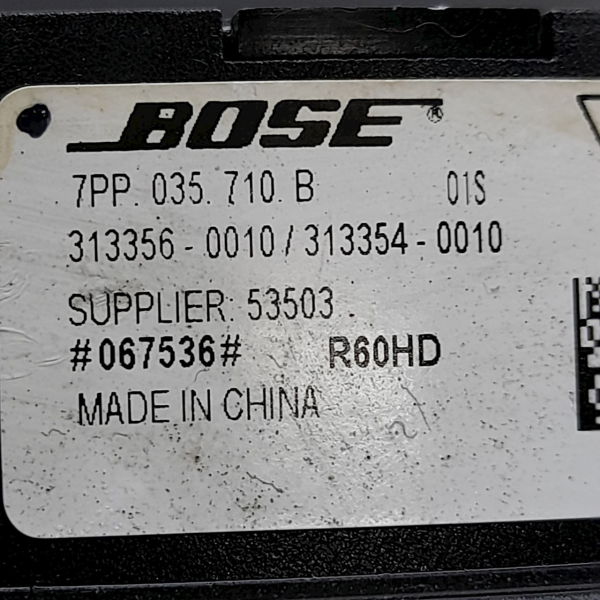 BOSE®
7PP. 035. 710. B 01S
313356 - 0010 / 313354 - 0010
SUPPLIER: 53503
#067536# R60HD
MADE IN CHINA